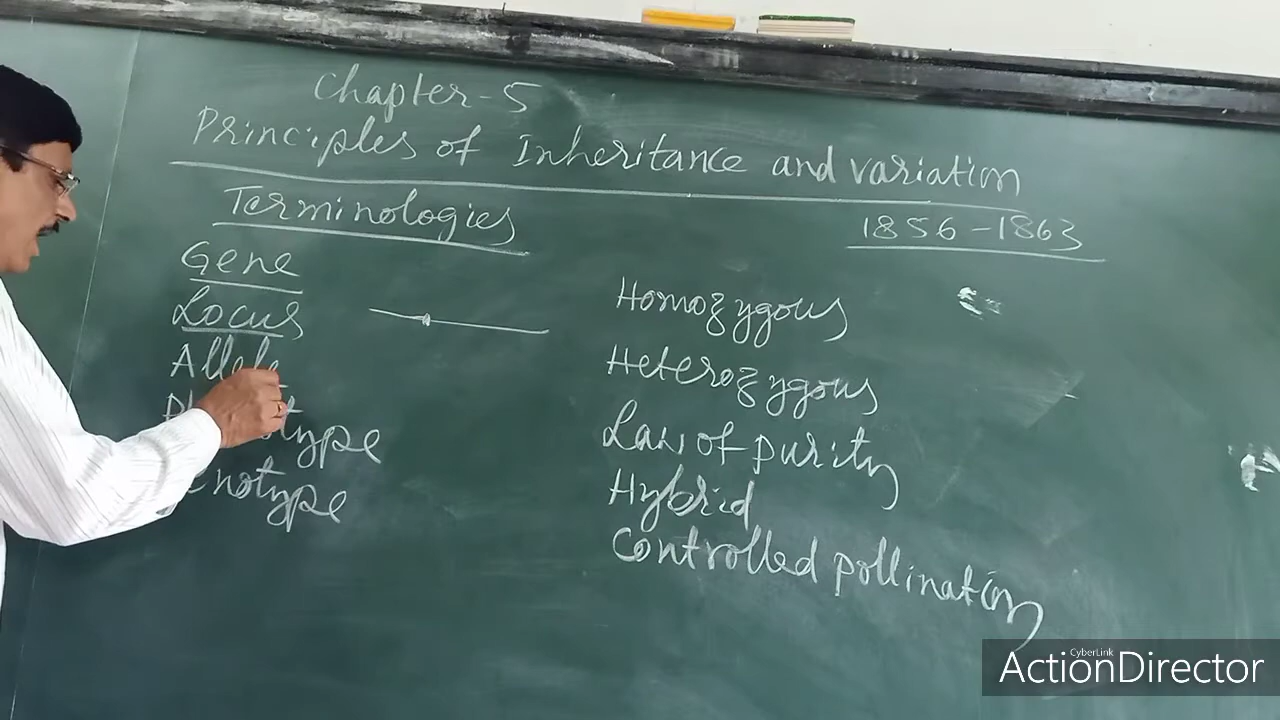 Chapter-5
Principles of Inheritance and variation
Terminologies
1856-1863
Gene
Locus
Allele
Homozygous
Heterozygous
Law of purity
Hybrid
Controlled pollination
CyberLink
ActionDirector